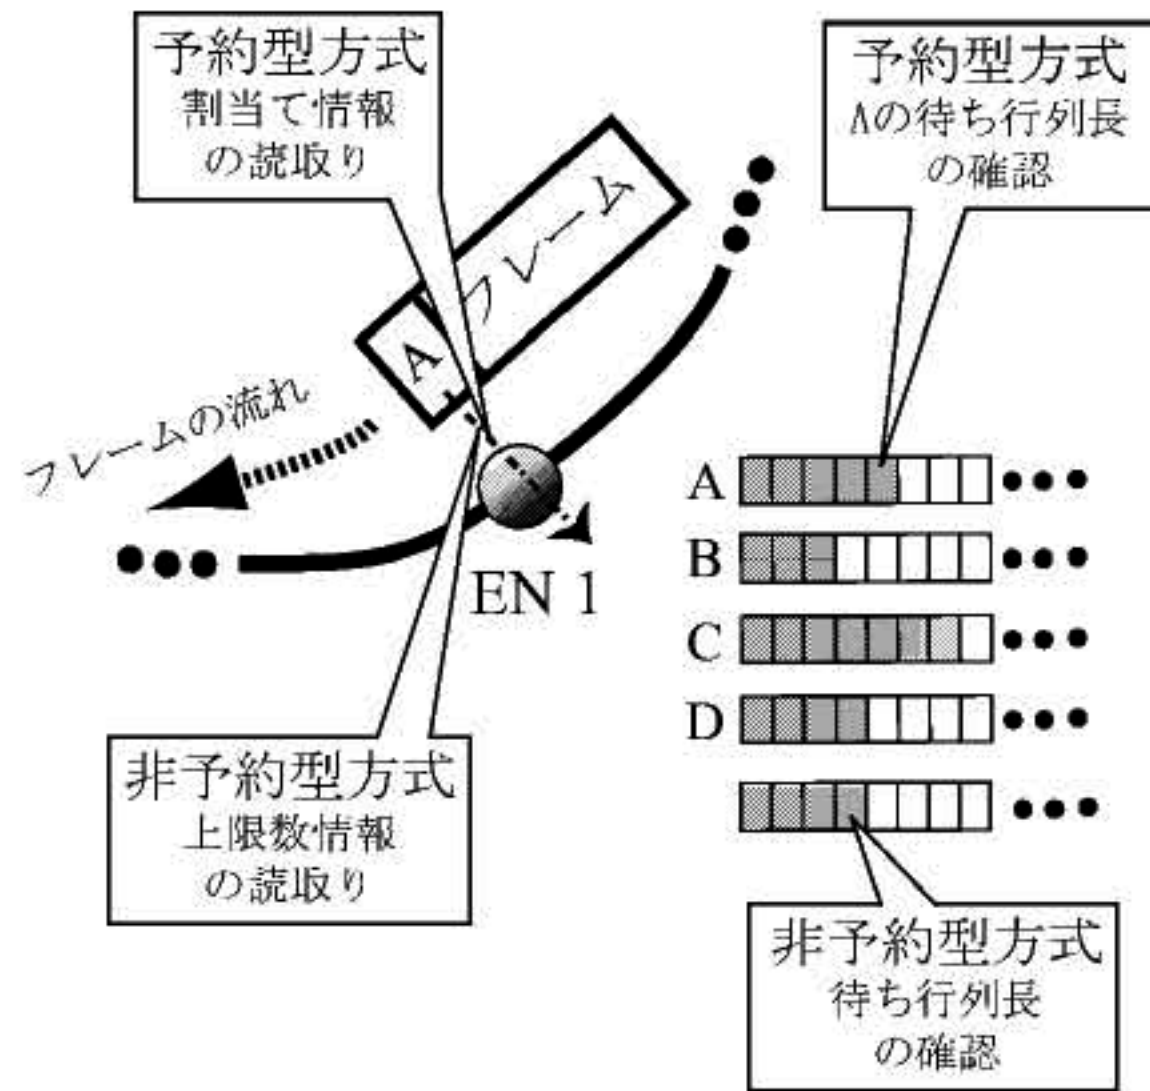 予約型方式
割当て情報
の読取り
予約型方式
Aの待ち行列長
の確認
フレーム
A
フレームの流れ
EN 1
A
B
C
D
非予約型方式
上限数情報
の読取り
非予約型方式
待ち行列長
の確認